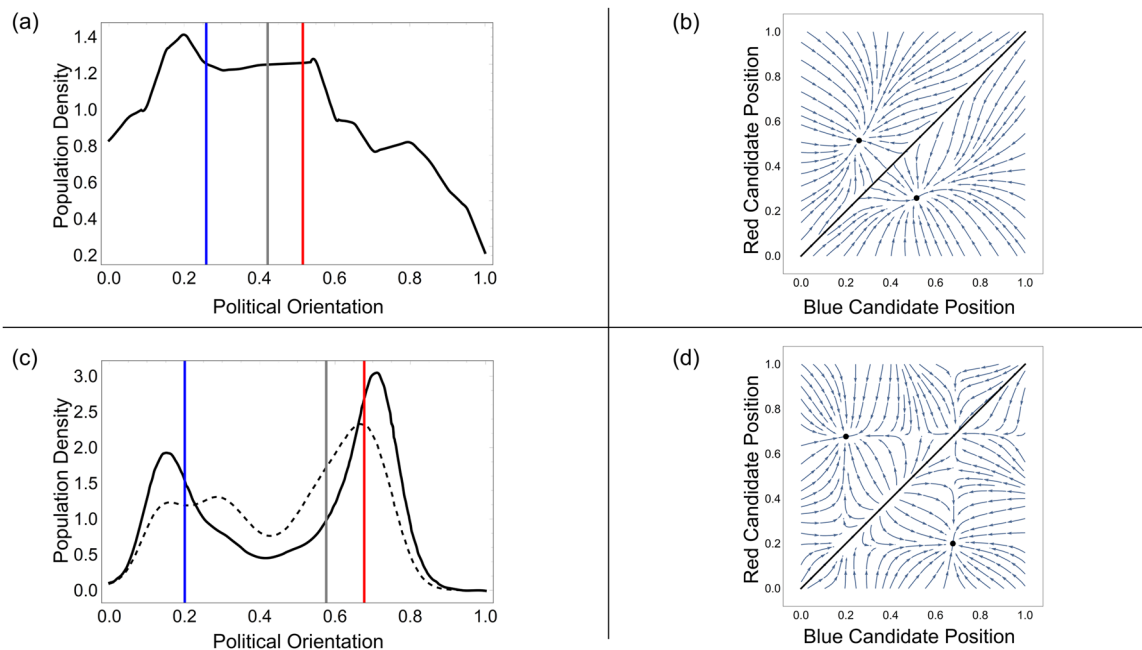 (a)
Population Density
1.4
1.2
1.0
0.8
0.6
0.4
0.2
0.0 0.2 0.4 0.6 0.8 1.0
Political Orientation
(b)
Red Candidate Position
1.0
0.8
0.6
0.4
0.2
0.0
0.0 0.2 0.4 0.6 0.8 1.0
Blue Candidate Position
(c)
Population Density
3.0
2.5
2.0
1.5
1.0
0.5
0.0
0.0 0.2 0.4 0.6 0.8 1.0
Political Orientation
(d)
Red Candidate Position
1.0
0.8
0.6
0.4
0.2
0.0
0.0 0.2 0.4 0.6 0.8 1.0
Blue Candidate Position